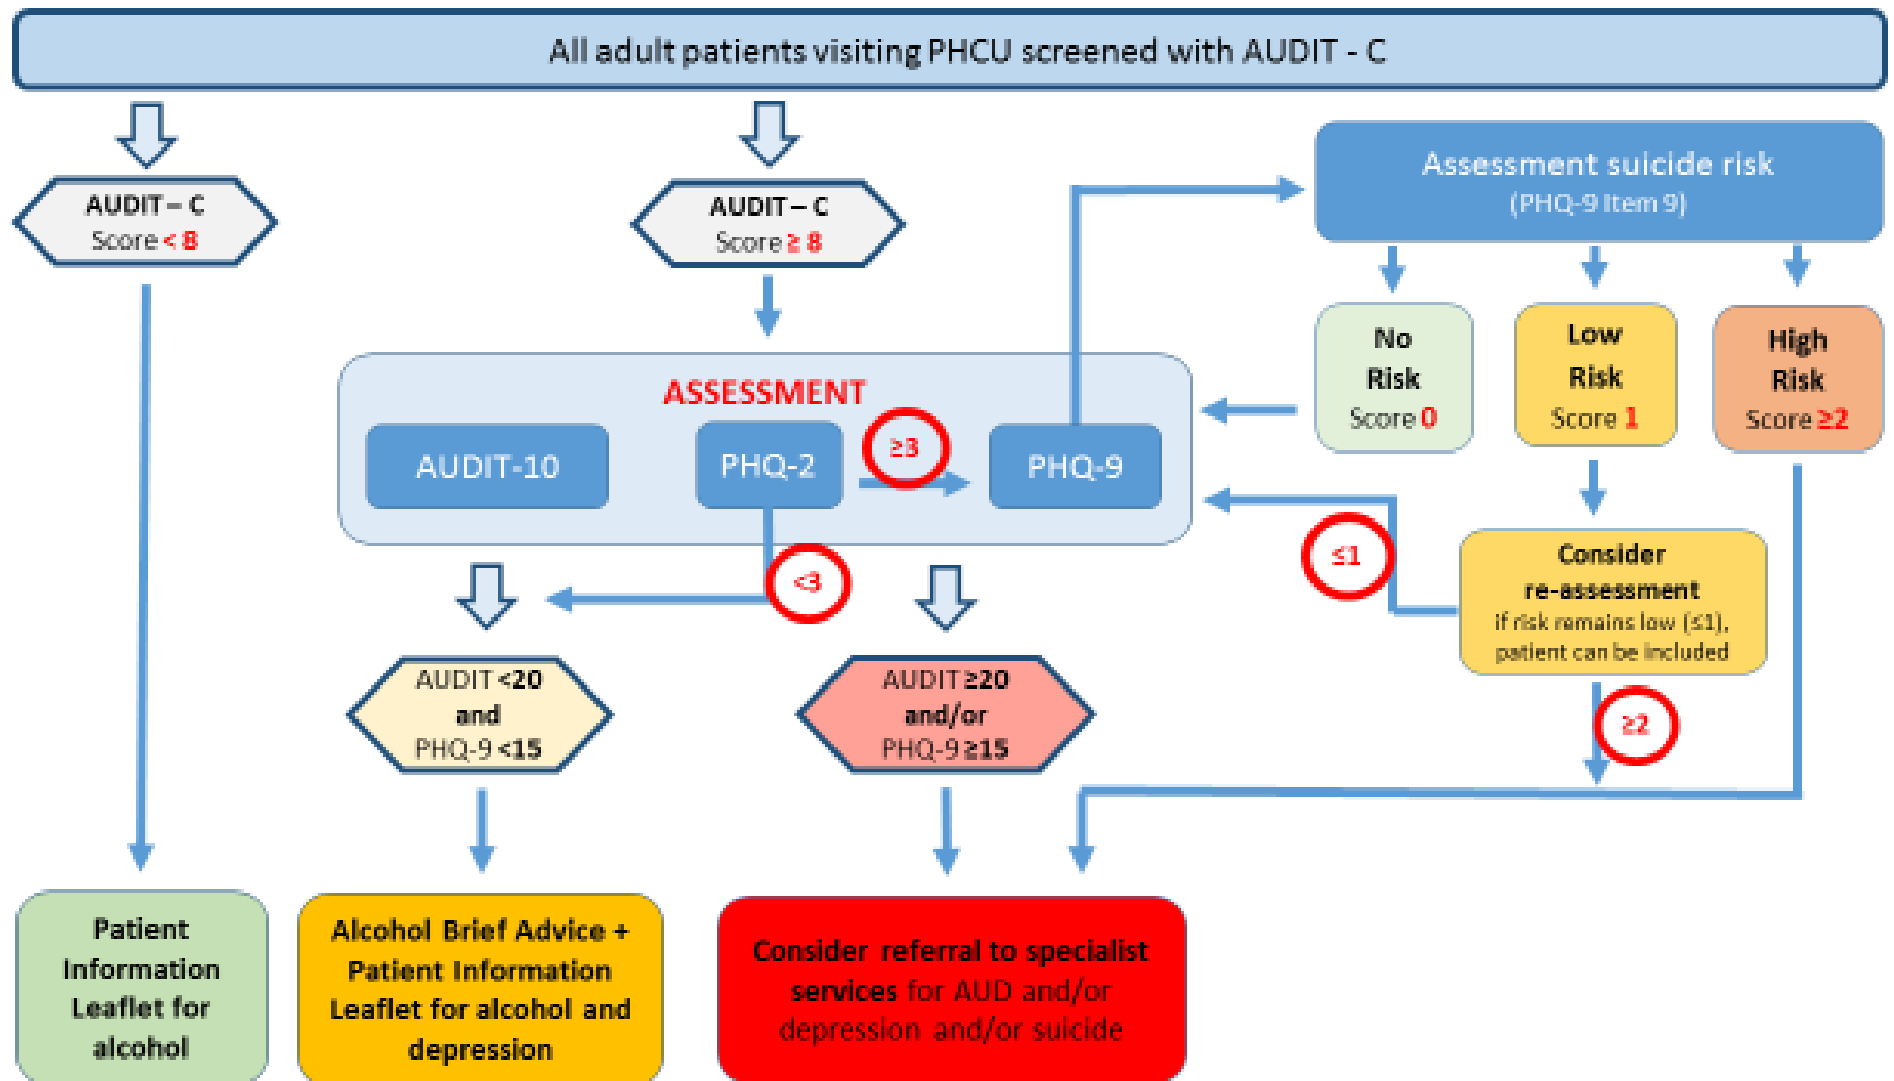 All adult patients visiting PHCU screened with AUDIT - C
AUDIT – C
Score < 8
AUDIT – C
Score ≥ 8
Assessment suicide risk
(PHQ-9 Item 9)
No
Risk
Score 0
Low
Risk
Score 1
High
Risk
Score ≥2
ASSESSMENT
AUDIT-10
PHQ-2
≥3
PHQ-9
<3
≤1
Consider
re-assessment
if risk remains low (≤1),
patient can be included
≥2
AUDIT <20
and
PHQ-9 <15
AUDIT ≥20
and/or
PHQ-9 ≥15
Patient
Information
Leaflet for
alcohol
Alcohol Brief Advice +
Patient Information
Leaflet for alcohol and
depression
Consider referral to specialist
services for AUD and/or
depression and/or suicide